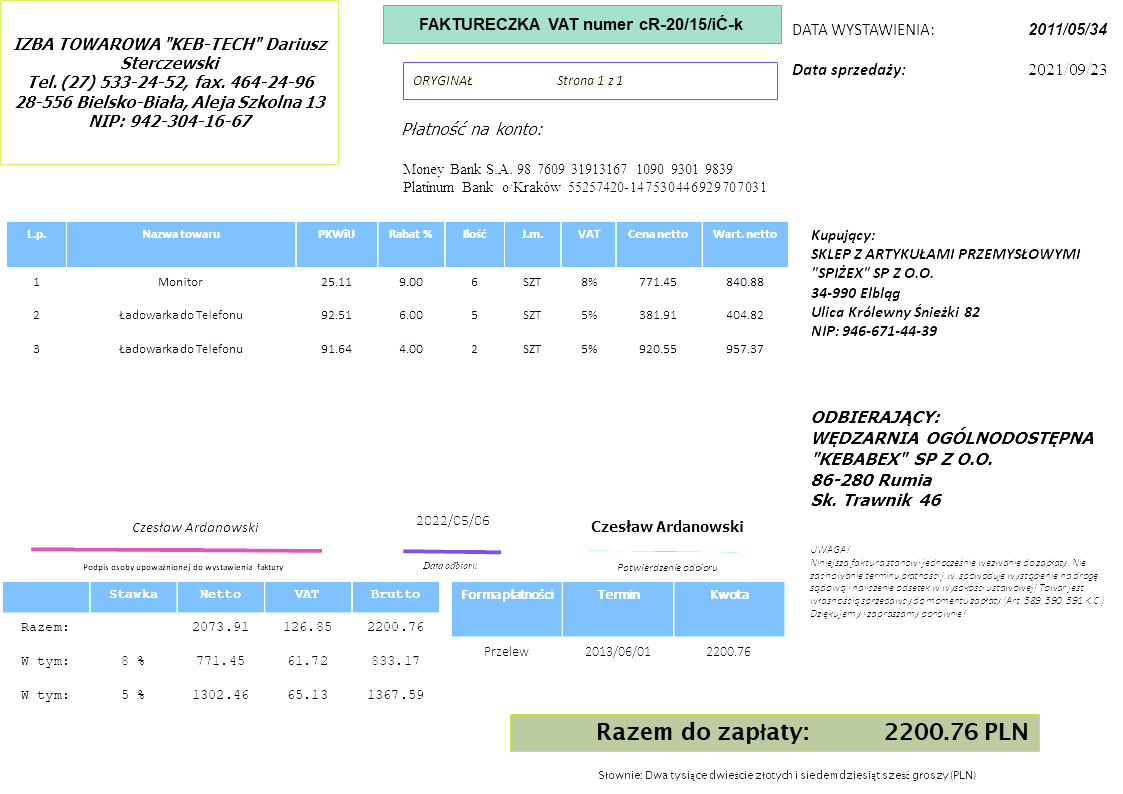 IZBA TOWAROWA "KEB-TECH" Dariusz
Sterczewski
Tel. (27) 533-24-52, fax. 464-24-96
28-556 Bielsko-Biała, Aleja Szkolna 13
NIP: 942-304-16-67
FAKTURECZKA VAT numer cR-20/15/iĆ-k
ORYGINAŁ Strona 1 z 1
DATA WYSTAWIENIA: 2011/05/34
Data sprzedaży: 2021/09/23
Płatność na konto:
Money Bank S.A. 98 7609 31913167 1090 9301 9839
Platinum Bank o/Kraków 55257420-147530446929707031
L.p. Nazwa towaru PKWiU Rabat % Ilość J.m. VAT Cena netto Wart. netto
1 Monitor 25.11 9.00 6 SZT 8% 771.45 840.88
2 Ładowarka do Telefonu 92.51 6.00 5 SZT 5% 381.91 404.82
3 Ładowarka do Telefonu 91.64 4.00 2 SZT 5% 920.55 957.37
Kupujący:
SKLEP Z ARTYKUŁAMI PRZEMYSŁOWYMI
"SPIŻEX" SP Z O.O.
34-990 Elbląg
Ulica Królewny Śnieżki 82
NIP: 946-671-44-39
ODBIERAJĄCY:
WĘDZARNIA OGÓLNODOSTĘPNA
"KEBABEX" SP Z O.O.
86-280 Rumia
Sk. Trawnik 46
Czesław Ardanowski
Podpis osoby upoważnionej do wystawienia faktury
2022/05/06
Data odbioru
Czesław Ardanowski
Potwierdzenie odbioru
UWAGA!
Niniejsza faktura stanowi jednocześnie wezwanie do zapłaty. Nie
zachowanie terminu płatności j.w. spowoduje wystąpienie na drogę
sądową i naliczenie odsetek w wysokości ustawowej! Towar jest
własnością sprzedawcy do momentu zapłaty (Art. 589, 590, 591 K.C.)
Dziękujemy i zapraszamy ponownie!
Stawka Netto VAT Brutto
Razem: 2073.91 126.85 2200.76
W tym: 8 % 771.45 61.72 833.17
W tym: 5 % 1302.46 65.13 1367.59
Forma płatności Termin Kwota
Przelew 2013/06/01 2200.76
Razem do zapłaty: 2200.76 PLN
Słownie: Dwa tysiące dwieście złotych i siedemdziesiąt sześć groszy (PLN)